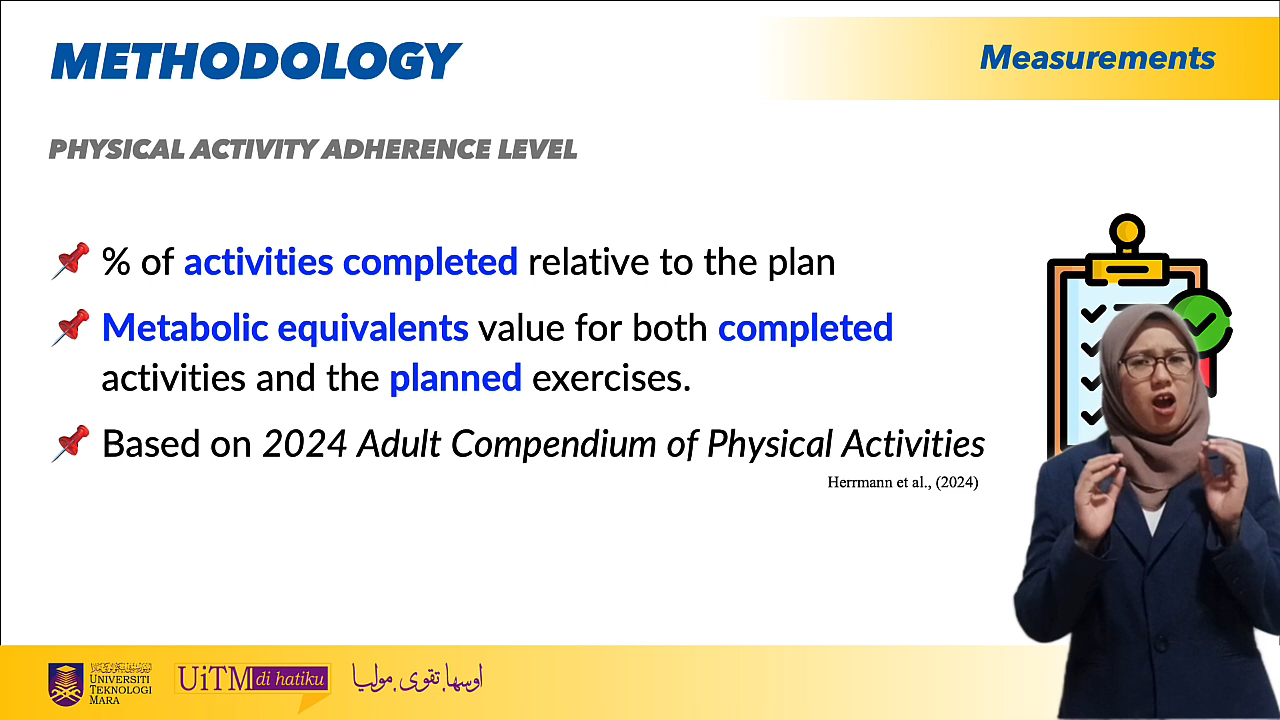 METHODOLOGY
Measurements
PHYSICAL ACTIVITY ADHERENCE LEVEL
% of activities completed relative to the plan
Metabolic equivalents value for both completed
activities and the planned exercises.
Based on 2024 Adult Compendium of Physical Activities
Herrmann et al., (2024)
UNIVERSITI
TEKNOLOGI
MARA
UiTM di hatiku
اوسها، تقوى، موليا